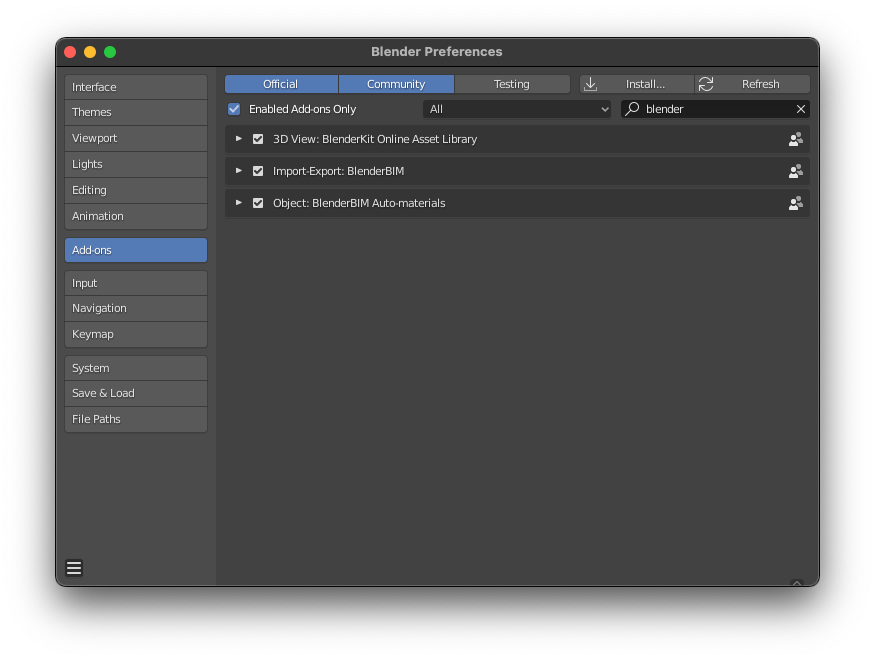 Blender Preferences
Interface
Themes
Viewport
Lights
Editing
Animation
Add-ons
Input
Navigation
Keymap
System
Save & Load
File Paths
Official Community Testing Install... Refresh
Enabled Add-ons Only All blender
3D View: BlenderKit Online Asset Library
Import-Export: BlenderBIM
Object: BlenderBIM Auto-materials